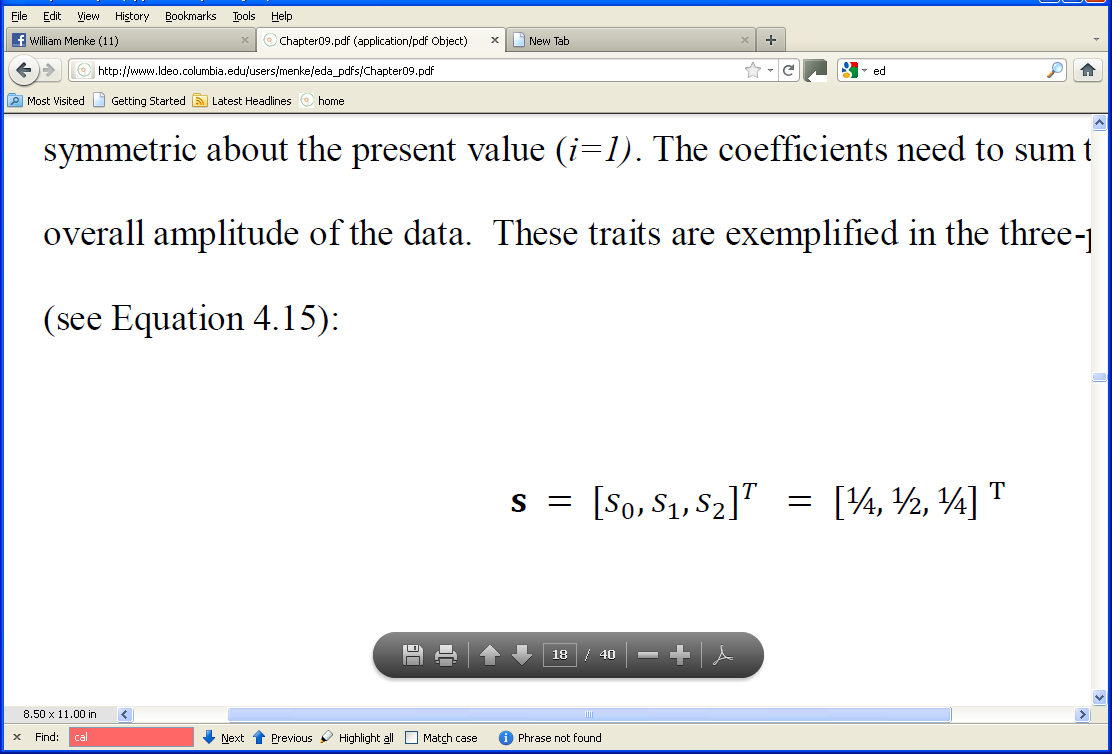 File Edit View History Bookmarks Tools Help
William Menke (11) × Chapter09.pdf (application/pdf Object) × New Tab × +
http://www.ldeo.columbia.edu/users/menke/eda_pdfs/Chapter09.pdf ed
Most Visited Getting Started Latest Headlines home
symmetric about the present value (i=1). The coefficients need to sum t
overall amplitude of the data. These traits are exemplified in the three-
(see Equation 4.15):
s = [s₀, s₁, s₂]ᵀ = [¼, ½, ¼] ᵀ
18 / 40
8.50 x 11.00 in
× Find: cal Next Previous Highlight all Match case Phrase not found